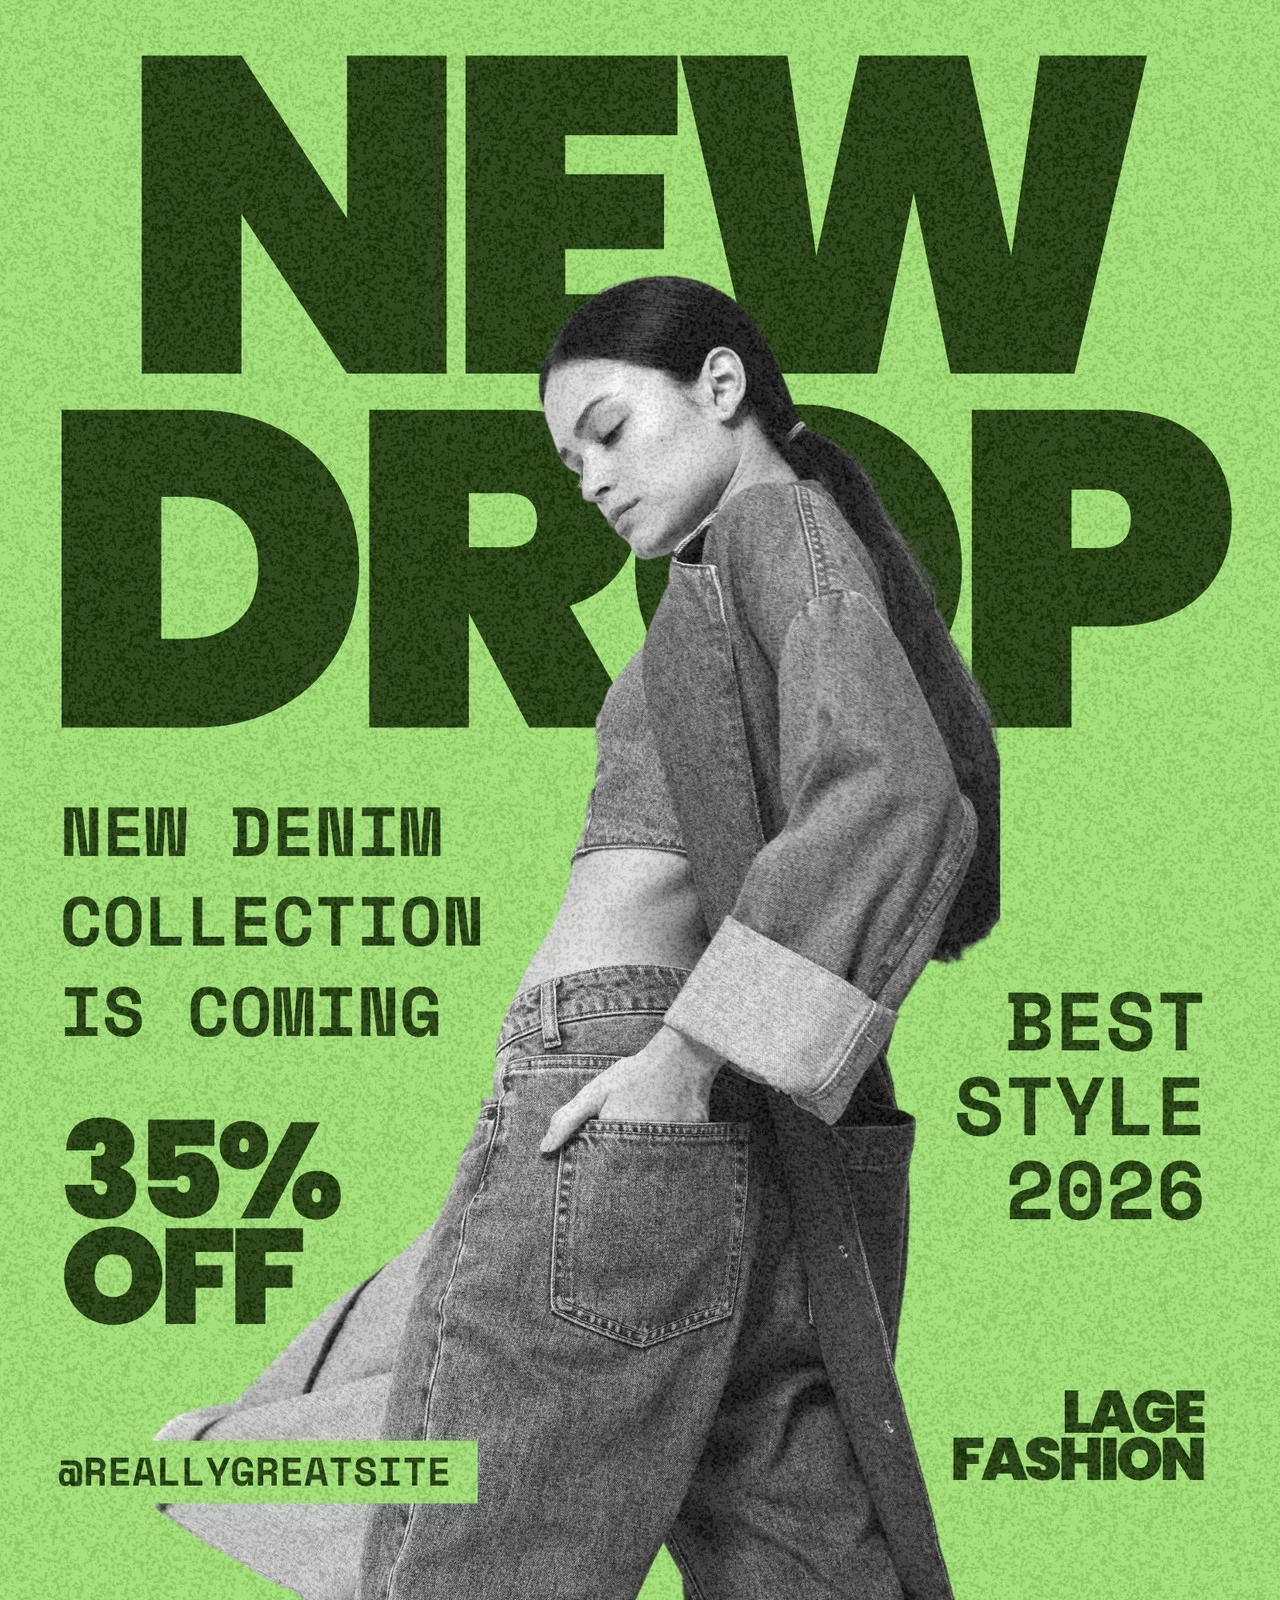 NEW
DROP
NEW DENIM
COLLECTION
IS COMING
35%
OFF
BEST
STYLE
2026
@REALLYGREATSITE
LAGE
FASHION